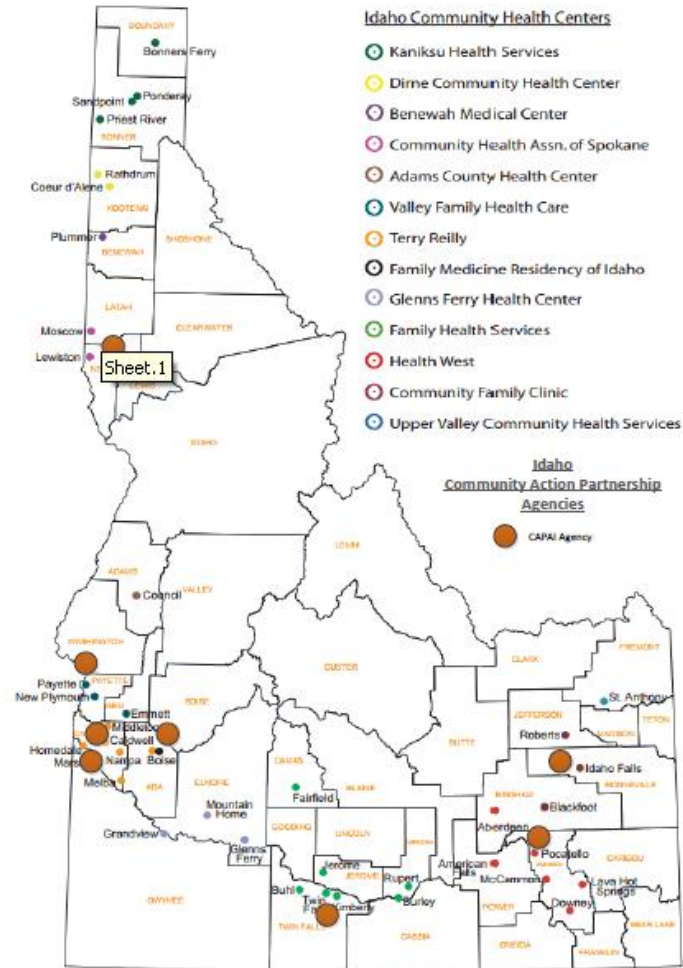 Idaho Community Health Centers
Kaniksu Health Services
Dirne Community Health Center
Benewah Medical Center
Community Health Assn. of Spokane
Adams County Health Center
Valley Family Health Care
Terry Reilly
Family Medicine Residency of Idaho
Glenns Ferry Health Center
Family Health Services
Health West
Community Family Clinic
Upper Valley Community Health Services
Idaho
Community Action Partnership
Agencies
CAPAI Agency
BOUNDARY
Bonners Ferry
Ponderay
Sandpoint
Priest River
BONNER
Rathdrum
Coeur d'Alene
KOOTENAI
SHOSHONE
Plummer
BENEWAH
LATAH
Moscow
CLEARWATER
Lewiston
Sheet.1
IDAHO
LEMHI
ADAMS
Council
VALLEY
WASHINGTON
CUSTER
CLARK
FREMONT
Payette
PAYETTE
New Plymouth
BOISE
St. Anthony
JEFFERSON
TETON
MADISON
Emmett
Caldwell
Roberts
BUTTE
Homedale
Nampa
Boise
CAMAS
Idaho Falls
BONNEVILLE
Melba
ADA
ELMORE
BLAINE
BINGHAM
Fairfield
Blackfoot
Mountain
Home
Aberdeen
GOODING
LINCOLN
Grandview
Glenns
Ferry
Pocatello
CARIBOU
Jerome
JEROME
American
Falls
McCammon
Lava Hot
Springs
Rupert
Buhl
Twin
Kimberly
Burley
Downey
OWYHEE
POWER
TWIN FALLS
CASSIA
ONEIDA
BEAR LAKE
FRANKLIN